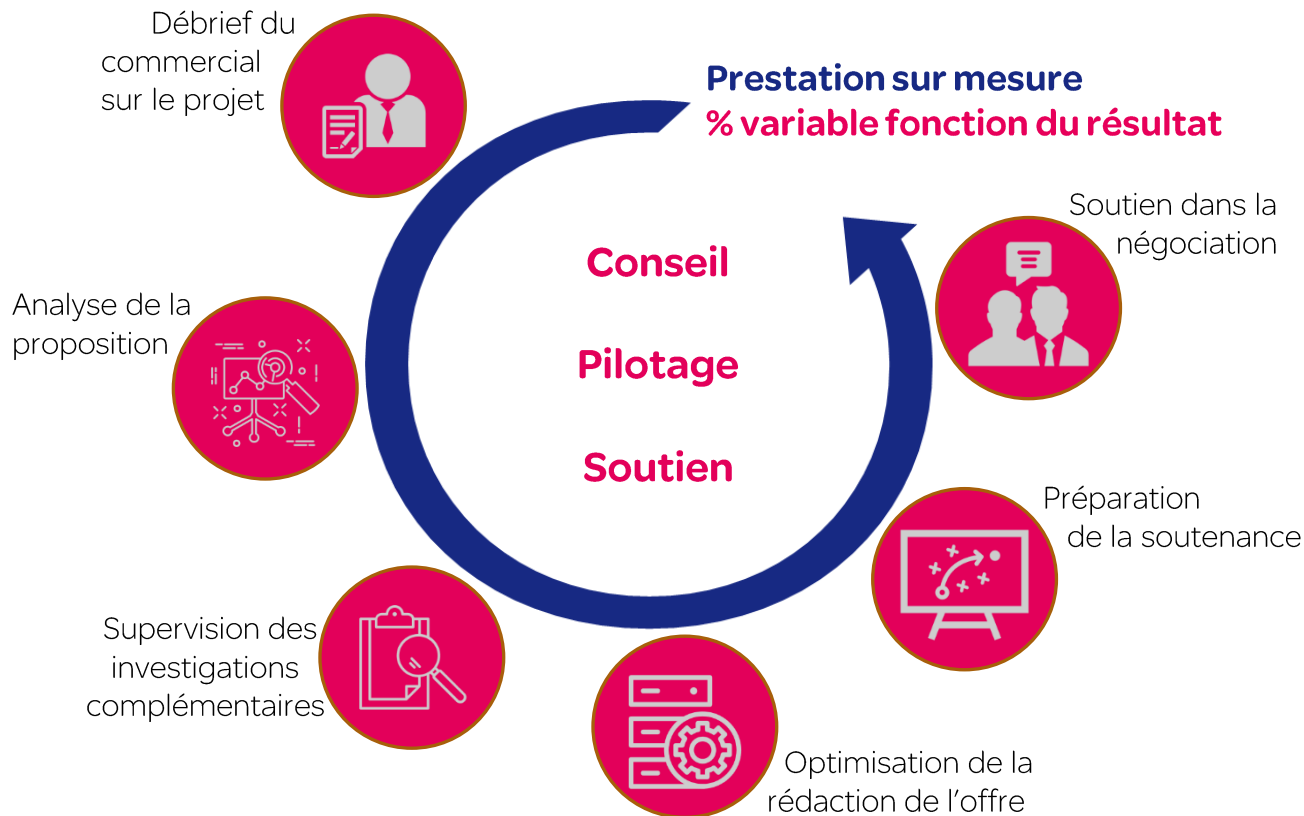 Débrief du
commercial
sur le projet
Prestation sur mesure
% variable fonction du résultat
Conseil
Pilotage
Soutien
Analyse de la
proposition
Supervision des
investigations
complémentaires
Optimisation de la
rédaction de l'offre
Préparation
de la soutenance
Soutien dans la
négociation